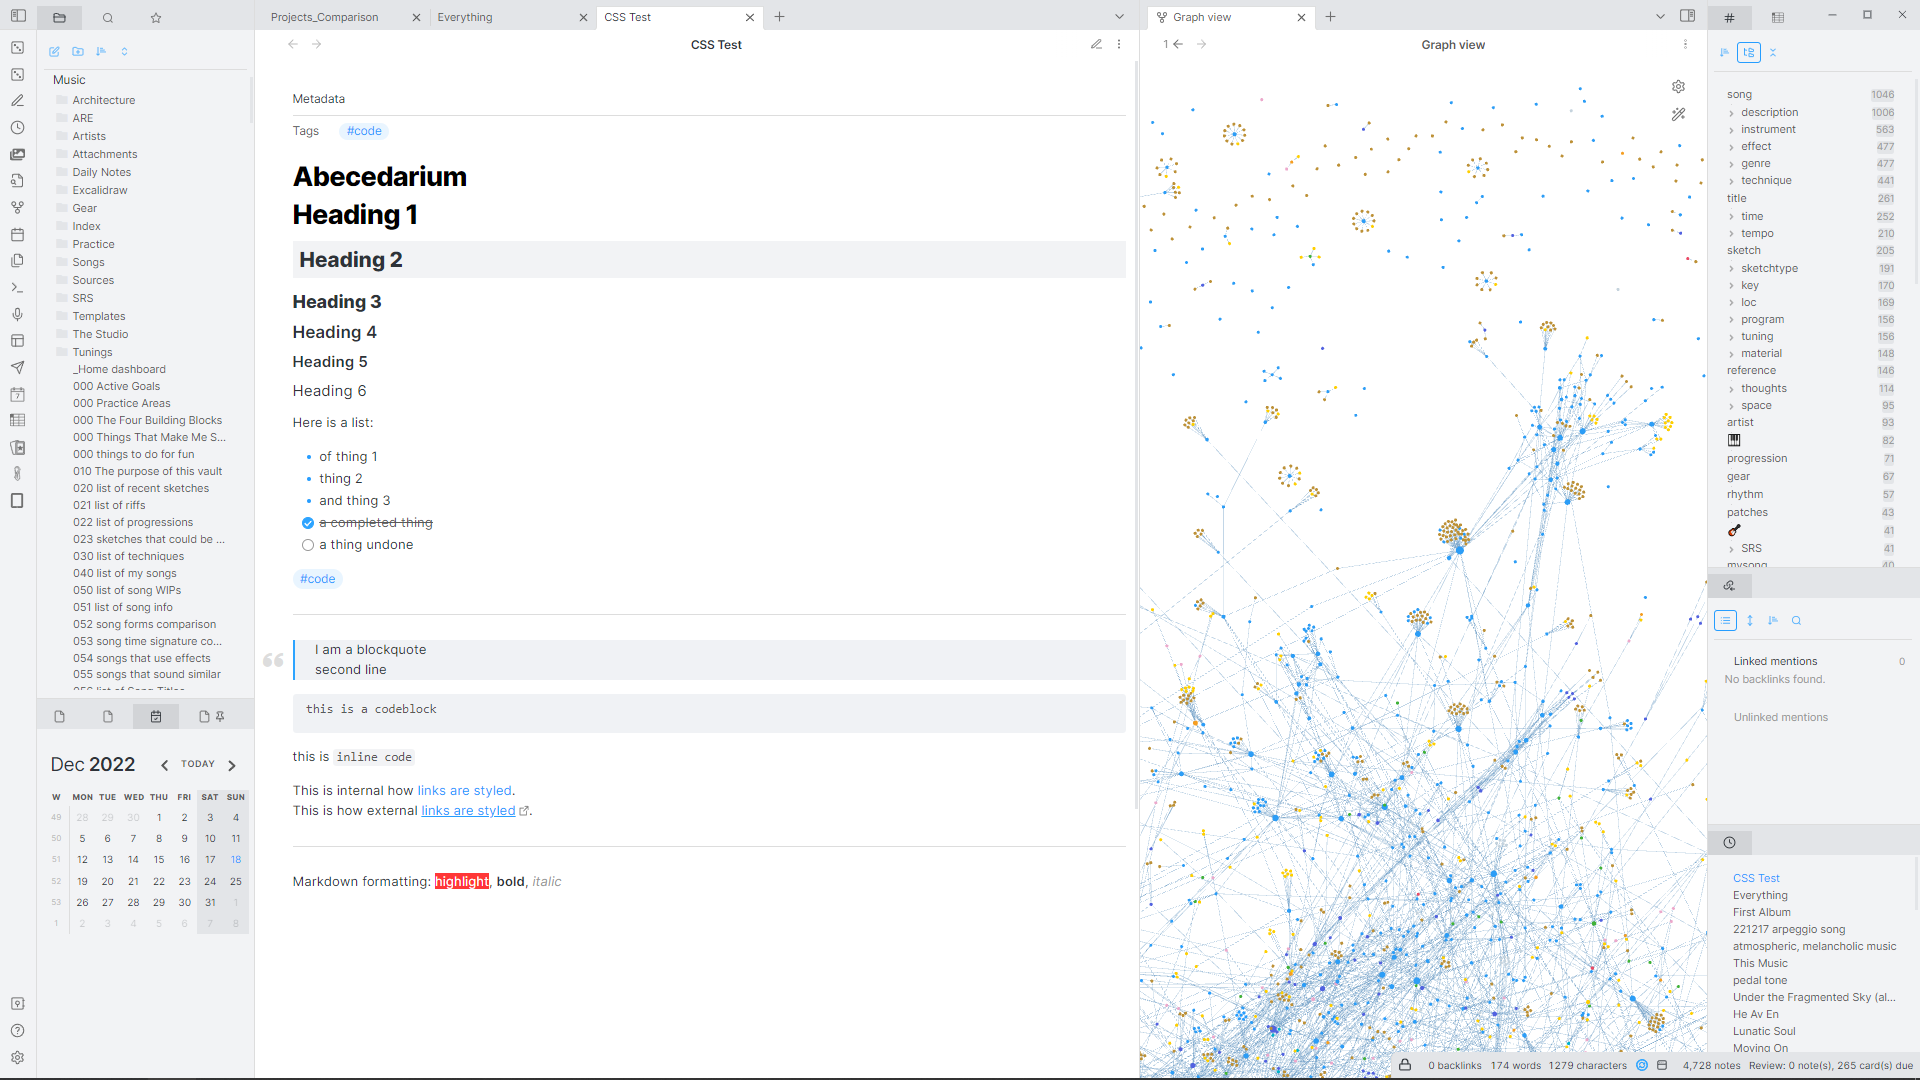 Projects_Comparison
Everything
CSS Test
Graph view
Music
Architecture
ARE
Artists
Attachments
Daily Notes
Excalidraw
Gear
Index
Practice
Songs
Sources
SRS
Templates
The Studio
Tunings
_Home dashboard
000 Active Goals
000 Practice Areas
000 The Four Building Blocks
000 Things That Make Me S...
000 things to do for fun
010 The purpose of this vault
020 list of recent sketches
021 list of riffs
022 list of progressions
023 sketches that could be ...
030 list of techniques
040 list of my songs
050 list of song WIPs
051 list of song info
052 song forms comparison
053 song time signature co...
054 songs that use effects
055 songs that sound similar
056 list of Song Titles
Dec 2022 TODAY
W MON TUE WED THU FRI SAT SUN
49 28 29 30 1 2 3 4
50 5 6 7 8 9 10 11
51 12 13 14 15 16 17 18
52 19 20 21 22 23 24 25
53 26 27 28 29 30 31 1
1 2 3 4 5 6 7 8
CSS Test
Metadata
Tags #code
Abecedarium
Heading 1
Heading 2
Heading 3
Heading 4
Heading 5
Heading 6
Here is a list:
of thing 1
thing 2
and thing 3
a completed thing
a thing undone
#code
I am a blockquote
second line
this is a codeblock
this is inline code
This is internal how links are styled.
This is how external links are styled.
Markdown formatting: highlight, bold, italic
1
Graph view
song 1046
description 1006
instrument 563
effect 477
genre 477
technique 441
title 261
time 252
tempo 210
sketch 205
sketchtype 191
key 170
loc 169
program 156
tuning 156
material 148
reference 146
thoughts 114
space 95
artist 93
🎹 82
progression 71
gear 67
rhythm 57
patches 43
🎸 41
SRS 41
mysong 40
Linked mentions 0
No backlinks found.
Unlinked mentions
CSS Test
Everything
First Album
221217 arpeggio song
atmospheric, melancholic music
This Music
pedal tone
Under the Fragmented Sky (al...
He Av En
Lunatic Soul
Moving On
0 backlinks 174 words 1279 characters 4,728 notes Review: 0 note(s), 265 card(s) due